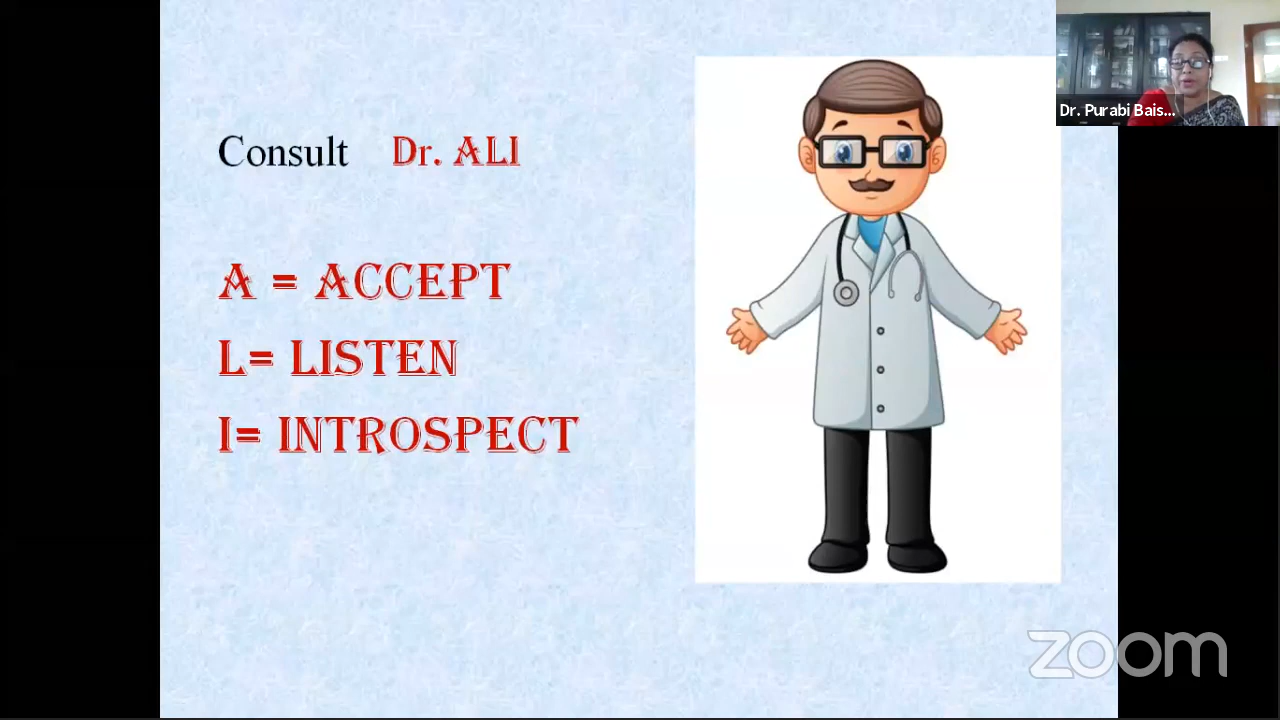 Consult Dr. ALI
A = ACCEPT
L= LISTEN
I= INTROSPECT
Dr. Purabi Bais...
zoom